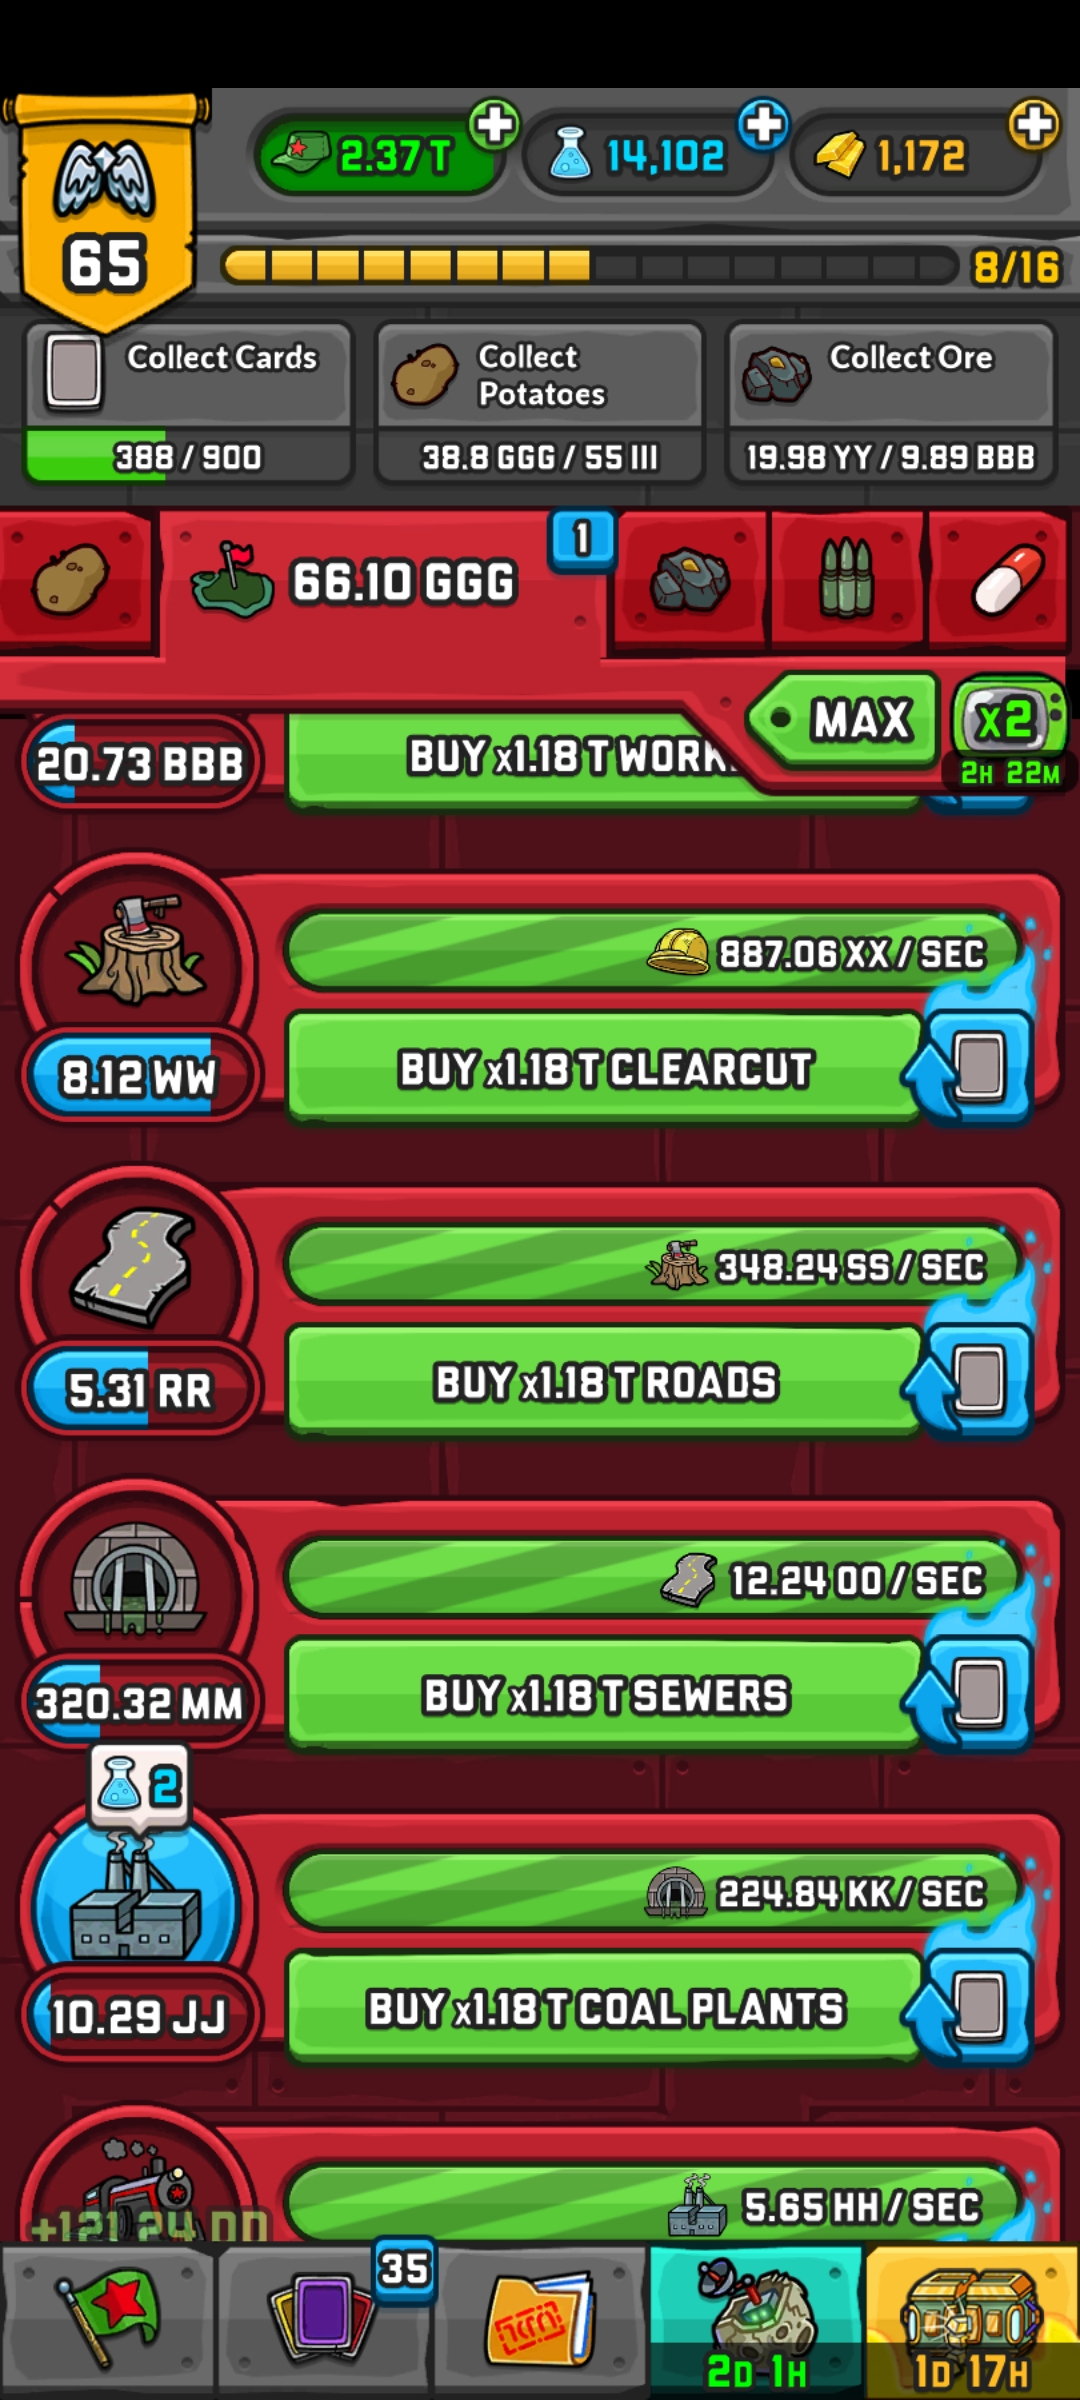 2.37 T
14,102
1,172
65
8/16
Collect Cards
Collect
Potatoes
Collect Ore
388 / 900
38.8 GGG / 55 III
19.98 YY / 9.89 BBB
1
66.10 GGG
MAX
x2
2H 22M
20.73 BBB
BUY x1.18 T WORK
887.06 XX / SEC
8.12 WW
BUY x1.18 T CLEARCUT
348.24 SS / SEC
5.31 RR
BUY x1.18 T ROADS
12.24 OO / SEC
320.32 MM
BUY x1.18 T SEWERS
2
224.84 KK / SEC
10.29 JJ
BUY x1.18 T COAL PLANTS
5.65 HH / SEC
35
2D 1H
1D 17H